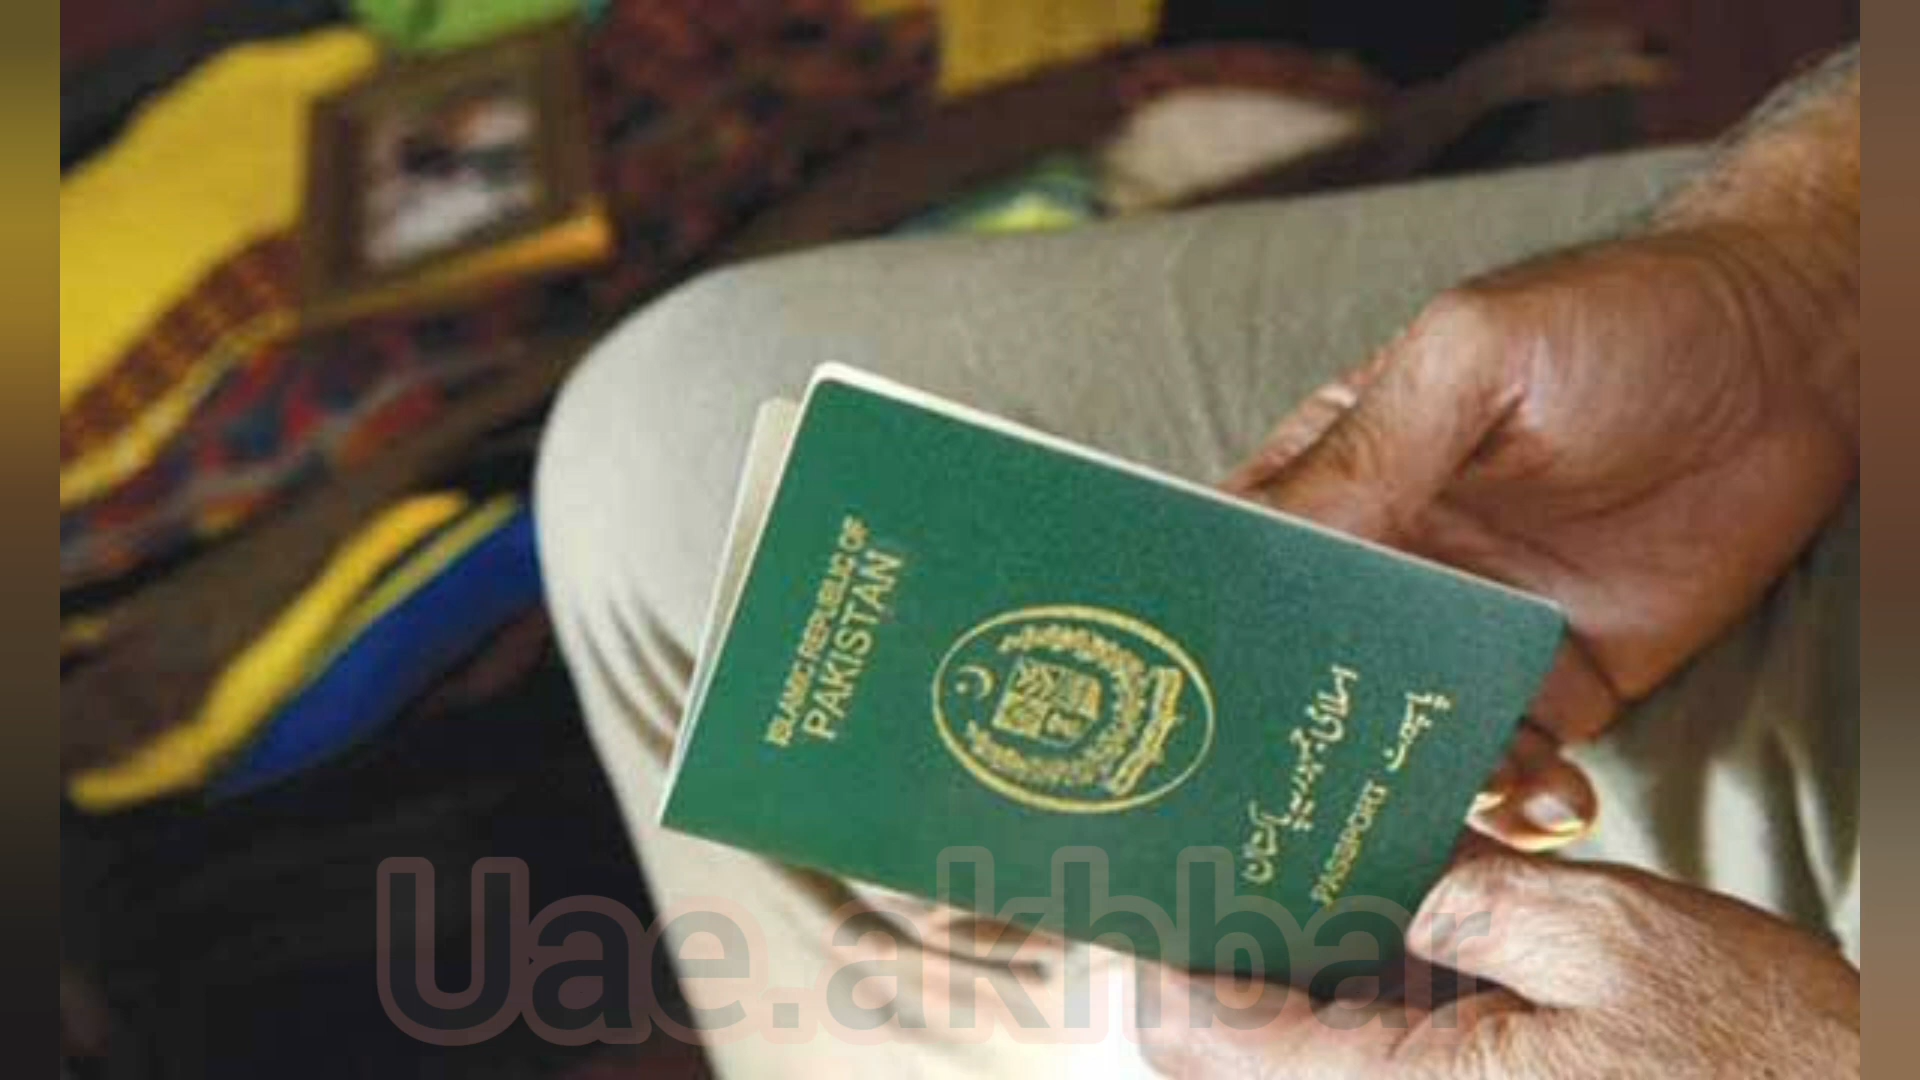 ISLAMIC REPUBLIC OF
PAKISTAN
اسلامی جمہوریہ پاکستان
پاسپورٹ
PASSPORT
Uae.akhbar